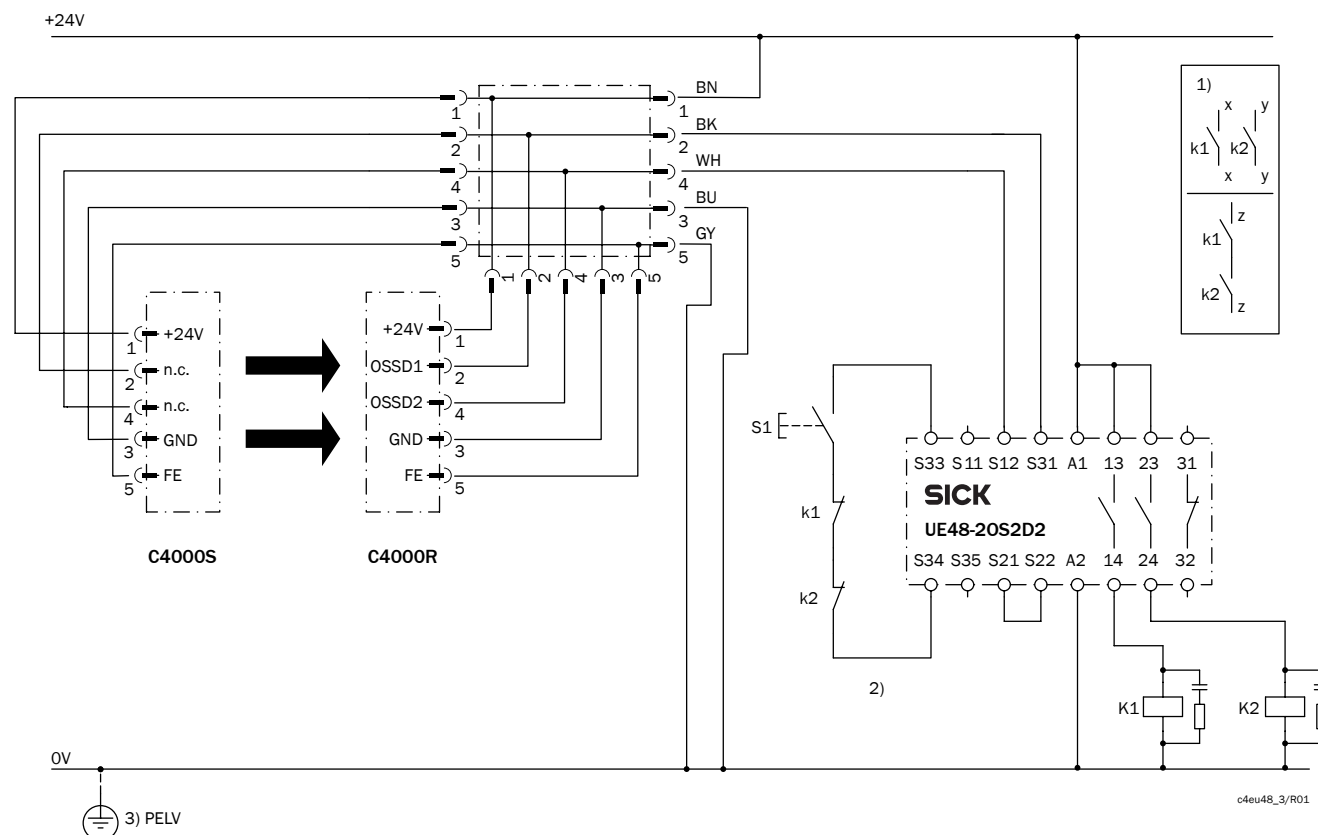 +24V
BN
1
1
BK
2
2
WH
4
4
BU
3
3
GY
5
5
1 2 4 3 5
1)
x y
k1 k2
x y
z
k1
k2
z
+24V
1
n.c.
2
n.c.
4
GND
3
FE
5
C4000S
+24V
1
OSSD1
2
OSSD2
4
GND
3
FE
5
C4000R
S1
k1
k2
2)
S33 S11 S12 S31 A1 13 23 31
SICK
UE48-20S2D2
S34 S35 S21 S22 A2 14 24 32
K1
K2
0V
3) PELV
c4eu48_3/R01